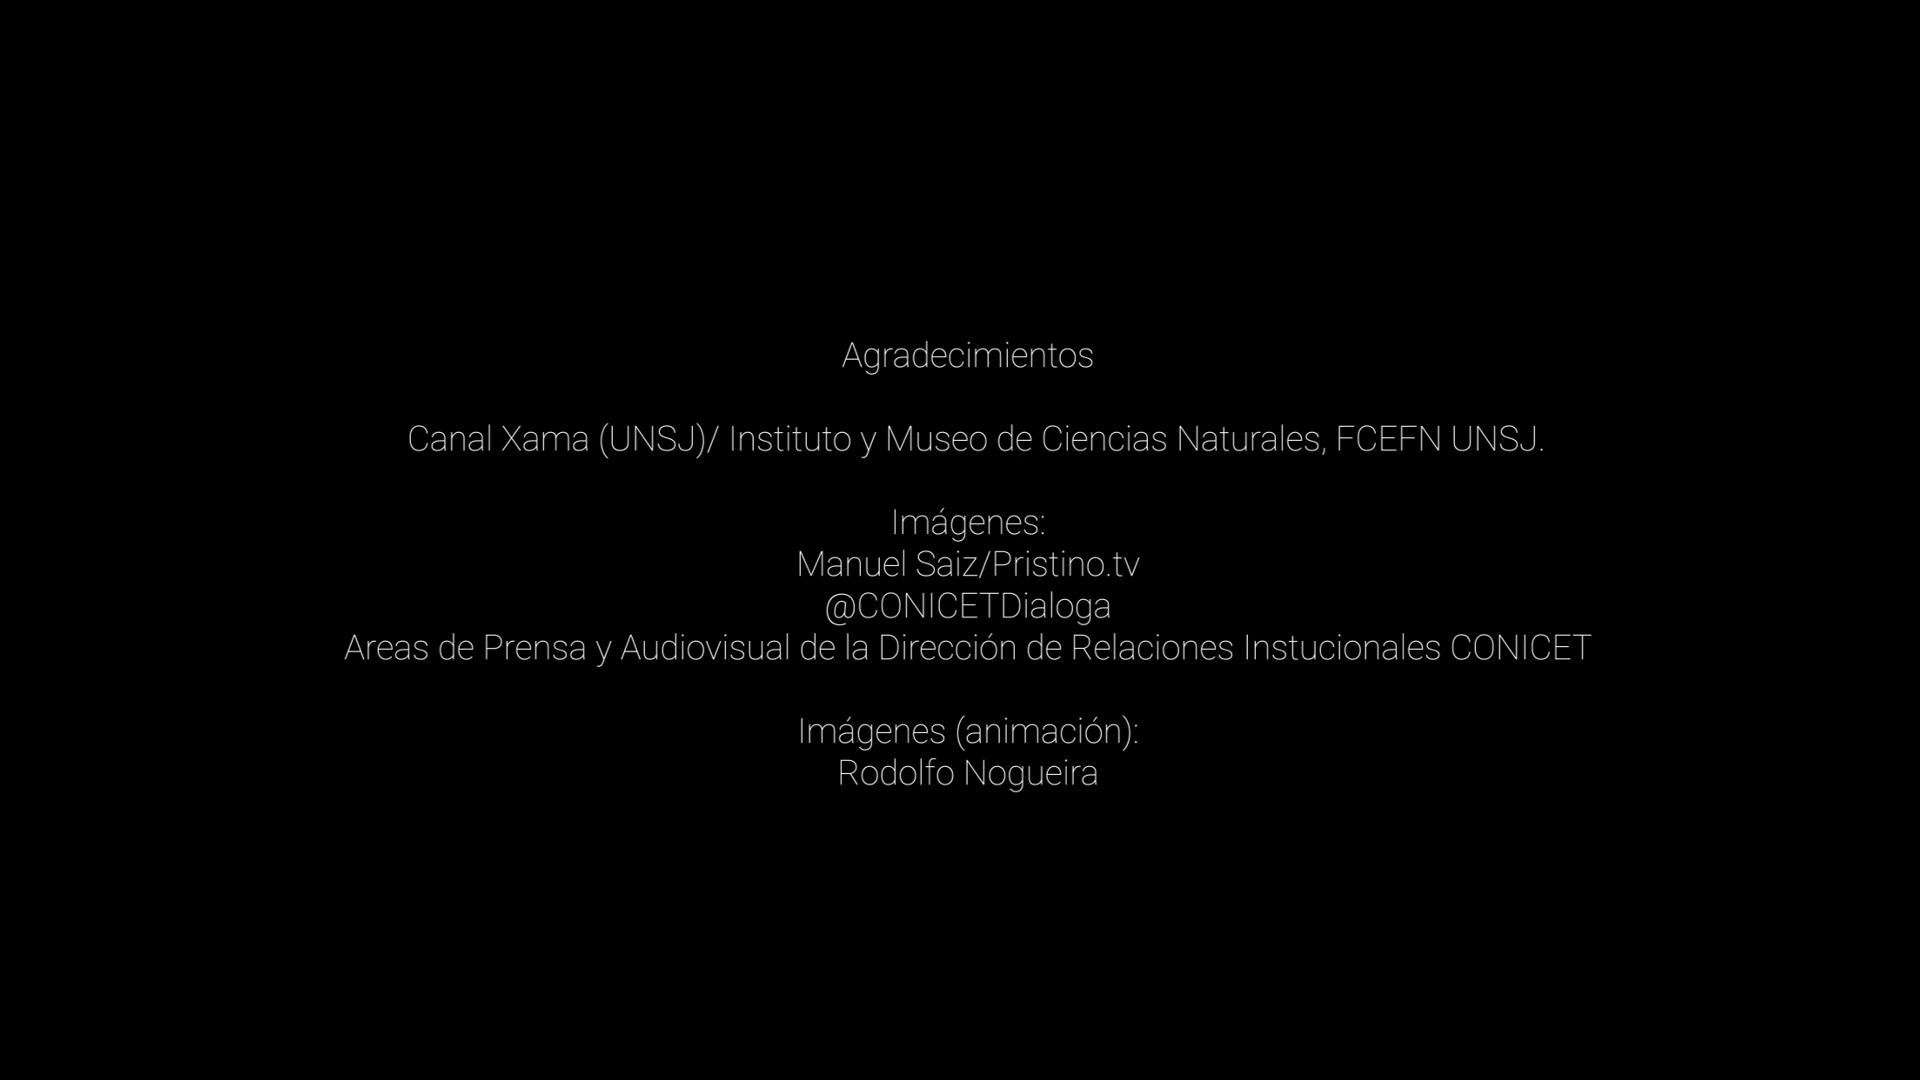 Agradecimientos
Canal Xama (UNSJ)/ Instituto y Museo de Ciencias Naturales, FCEFN UNSJ.
Imágenes:
Manuel Saiz/Pristino.tv
@CONICETDialoga
Areas de Prensa y Audiovisual de la Dirección de Relaciones Instucionales CONICET
Imágenes (animación):
Rodolfo Nogueira